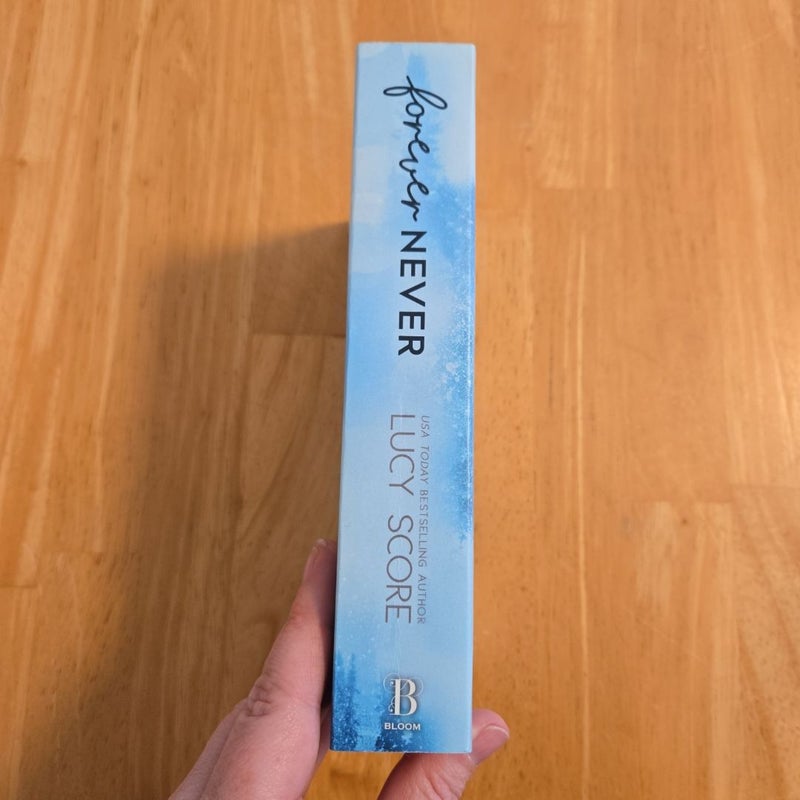 forever NEVER
USA TODAY BESTSELLING AUTHOR
LUCY SCORE
B
BLOOM